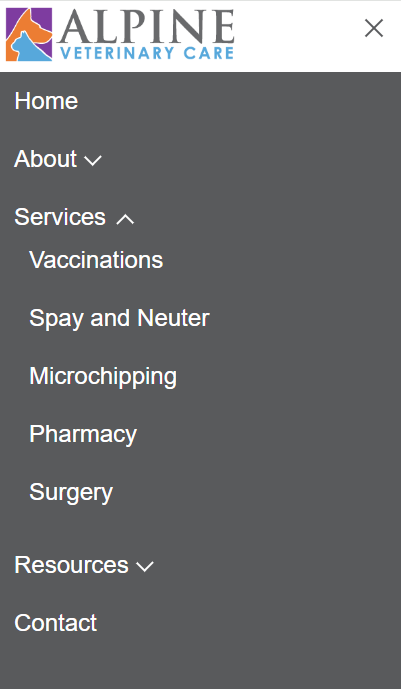 ALPINE
VETERINARY CARE
Home
About
Services
Vaccinations
Spay and Neuter
Microchipping
Pharmacy
Surgery
Resources
Contact